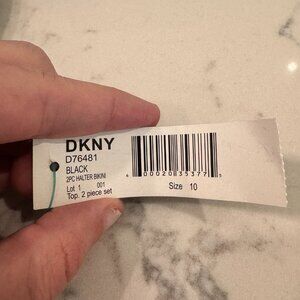 DKNY
D76481
BLACK
2PC HALTER BIKINI
Lot 1 001
Top. 2 piece set
Size 10